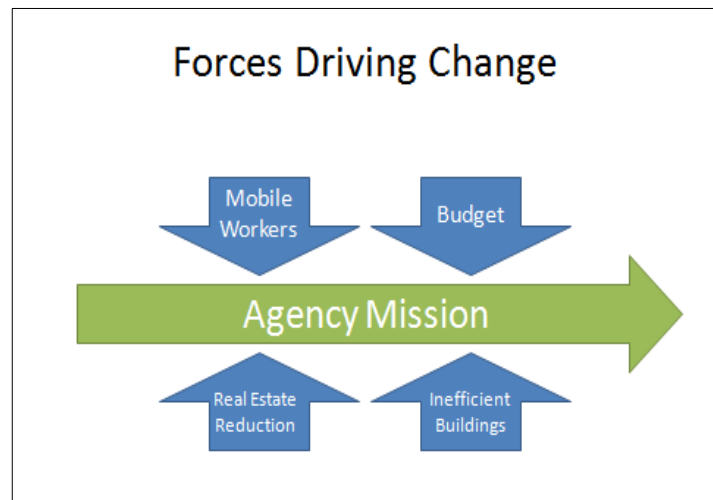 Forces Driving Change
Mobile
Workers
Budget
Agency Mission
Real Estate
Reduction
Inefficient
Buildings